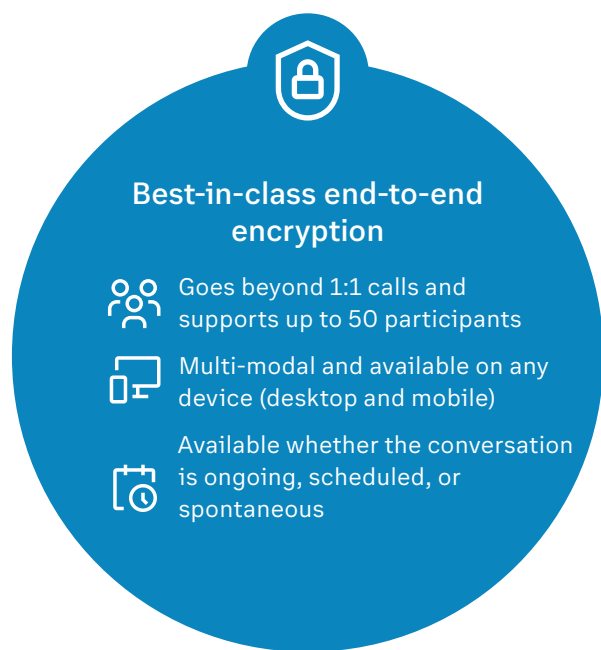 Best-in-class end-to-end
encryption
Goes beyond 1:1 calls and
supports up to 50 participants
Multi-modal and available on any
device (desktop and mobile)
Available whether the conversation
is ongoing, scheduled, or
spontaneous